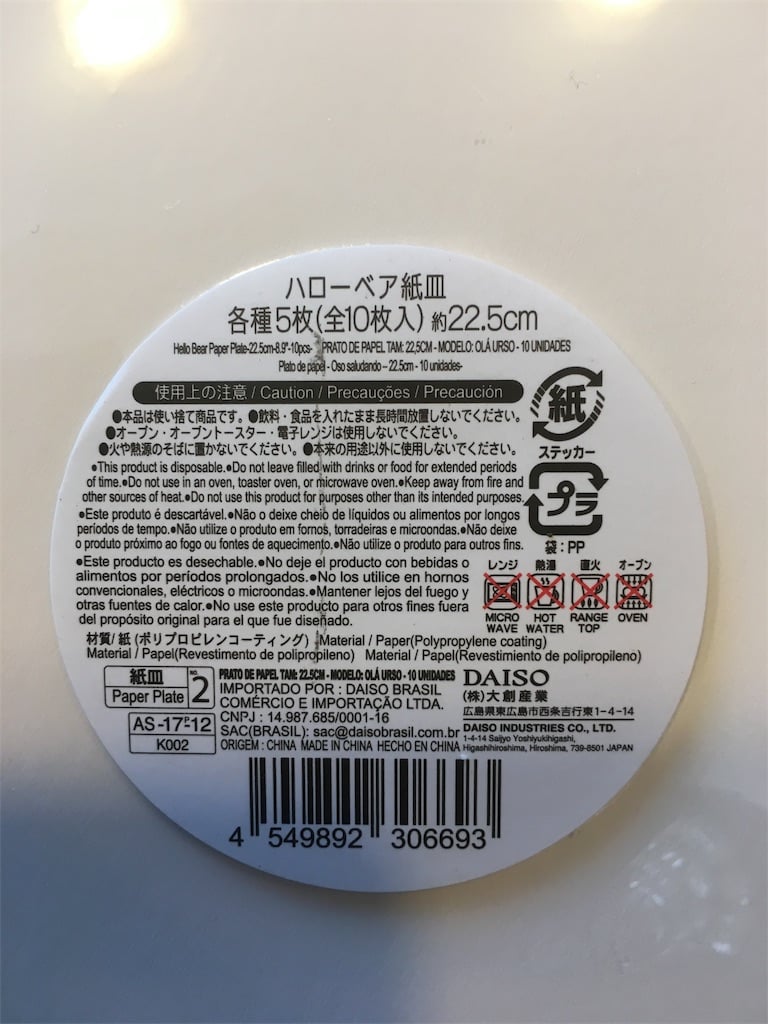 ハローベア紙皿
各種5枚(全10枚入) 約22.5cm
Hello Bear Paper Plate-22.5cm-8.9"-10pcs- PRATO DE PAPEL TAM: 22,5CM - MODELO: OLÁ URSO - 10 UNIDADES
Plato de papel - Oso saludando – 22.5cm - 10 unidades-
使用上の注意 / Caution / Precauções / Precaución
●本品は使い捨て商品です。●飲料・食品を入れたまま長時間放置しないでください。
●オーブン・オーブントースター・電子レンジは使用しないでください。
●火や熱源のそばに置かないでください。●本来の用途以外に使用しないでください。
●This product is disposable.●Do not leave filled with drinks or food for extended periods
of time.●Do not use in an oven, toaster oven, or microwave oven.●Keep away from fire and
other sources of heat.●Do not use this product for purposes other than its intended purposes.
●Este produto é descartável.●Não o deixe cheio de líquidos ou alimentos por longos
períodos de tempo.●Não utilize o produto em fornos, torradeiras e microondas.●Não deixe
o produto próximo ao fogo ou fontes de aquecimento.●Não utilize o produto para outros fins.
●Este producto es desechable.●No deje el producto con bebidas o
alimentos por períodos prolongados.●No los utilice en hornos
convencionales, eléctricos o microondas.●Mantener lejos del fuego y
otras fuentes de calor.●No use este producto para otros fines fuera
del propósito original para el que fue diseñado.
紙
ステッカー
プラ
袋：PP
レンジ 熱湯 直火 オーブン
MICRO WAVE HOT WATER RANGE TOP OVEN
材質/ 紙 (ポリプロピレンコーティング) Material / Paper(Polypropylene coating)
Material / Papel(Revestimento de polipropileno) Material / Papel(Revestimiento de polipropileno)
紙皿
Paper Plate
NO. 2
AS-17-12
K002
PRATO DE PAPEL TAM: 22.5CM - MODELO: OLÁ URSO - 10 UNIDADES
IMPORTADO POR : DAISO BRASIL
COMÉRCIO E IMPORTAÇÃO LTDA.
CNPJ : 14.987.685/0001-16
SAC(BRASIL): sac@daisobrasil.com.br
ORIGEM : CHINA MADE IN CHINA HECHO EN CHINA
DAISO
(株)大創産業
広島県東広島市西条吉行東1-4-14
DAISO INDUSTRIES CO., LTD.
1-4-14 Saijyo Yoshiyukihigashi,
Higashihiroshima, Hiroshima, 739-8501 JAPAN
4 549892 306693